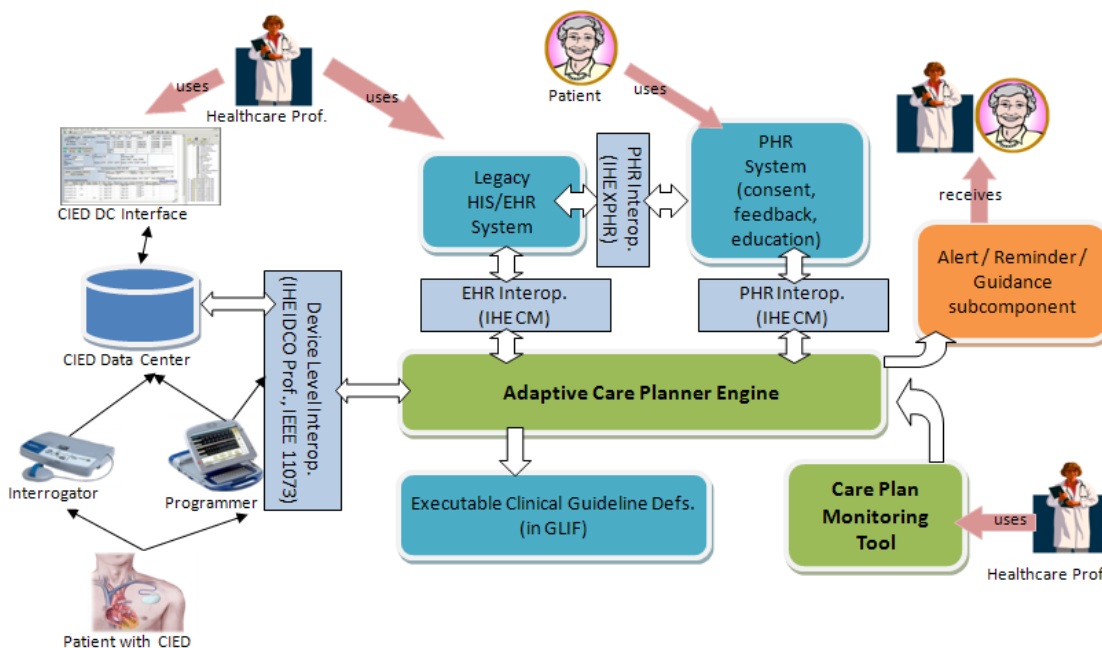 uses
Healthcare Prof.
uses
Patient
uses
CIED DC Interface
Legacy
HIS/EHR
System
PHR Interop.
(IHE XPHR)
PHR
System
(consent,
feedback,
education)
receives
Alert / Reminder /
Guidance
subcomponent
EHR Interop.
(IHE CM)
PHR Interop.
(IHE CM)
CIED Data Center
Device Level Interop.
(IHE IDCO Prof., IEEE 11073)
Adaptive Care Planner Engine
Interrogator
Programmer
Executable Clinical Guideline Defs.
(in GLIF)
Care Plan
Monitoring
Tool
uses
Healthcare Prof
Patient with CIED